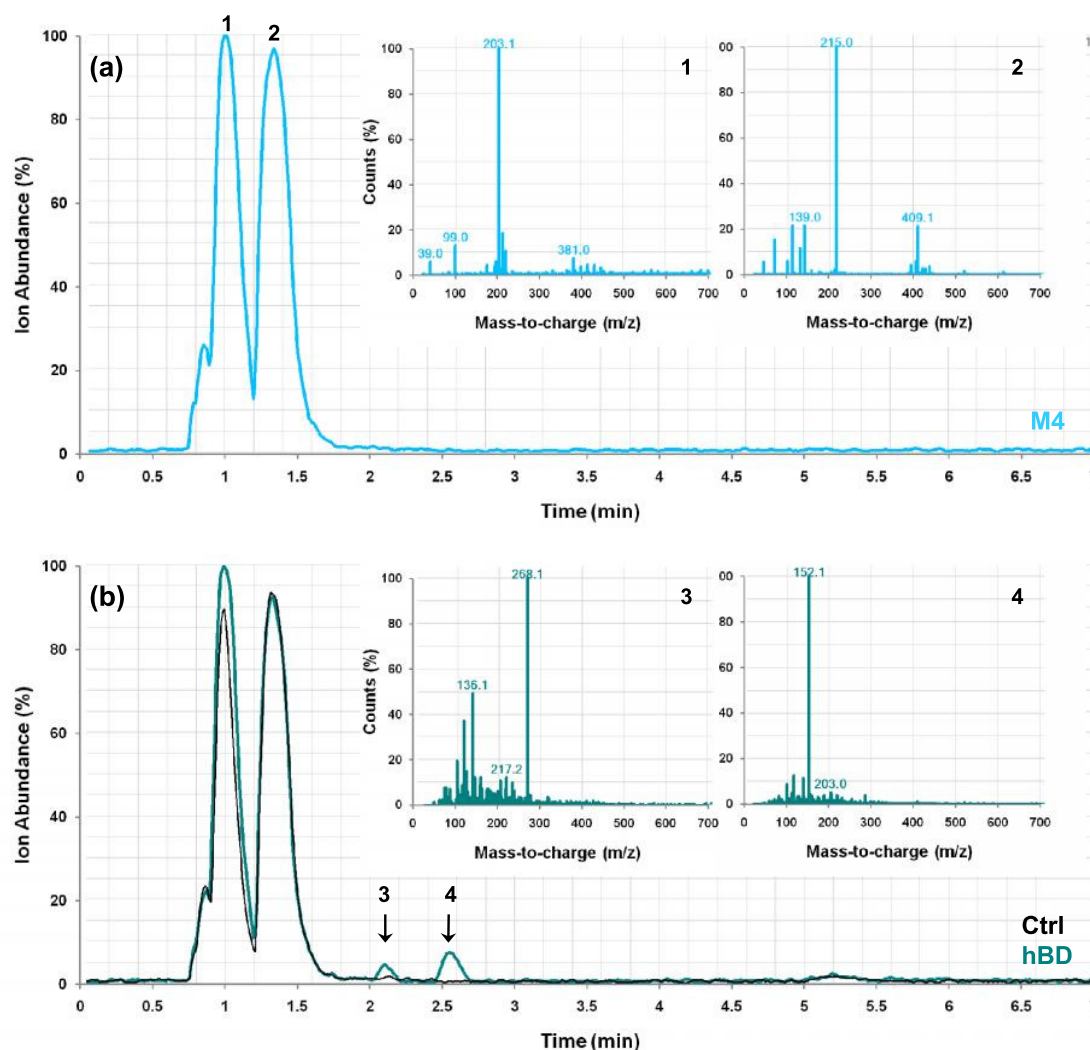 1 2
100
80
60
40
20
0
Ion Abundance (%)
(a)
0 0.5 1 1.5 2 2.5 3 3.5 4 4.5 5 5.5 6 6.5
Time (min)
M4
1
203.1
99.0
39.0
381.0
100
80
60
40
20
0
Counts (%)
0 100 200 300 400 500 600 700
Mass-to-charge (m/z)
2
215.0
139.0
409.1
00
80
60
40
20
0
0 100 200 300 400 500 600 700
Mass-to-charge (m/z)
100
80
60
40
20
0
Ion Abundance (%)
(b)
3 4
0 0.5 1 1.5 2 2.5 3 3.5 4 4.5 5 5.5 6 6.5
Time (min)
Ctrl
hBD
3
268.1
136.1
217.2
100
80
60
40
20
0
Counts (%)
0 100 200 300 400 500 600 700
Mass-to-charge (m/z)
4
152.1
203.0
00
80
60
40
20
0
0 100 200 300 400 500 600 700
Mass-to-charge (m/z)